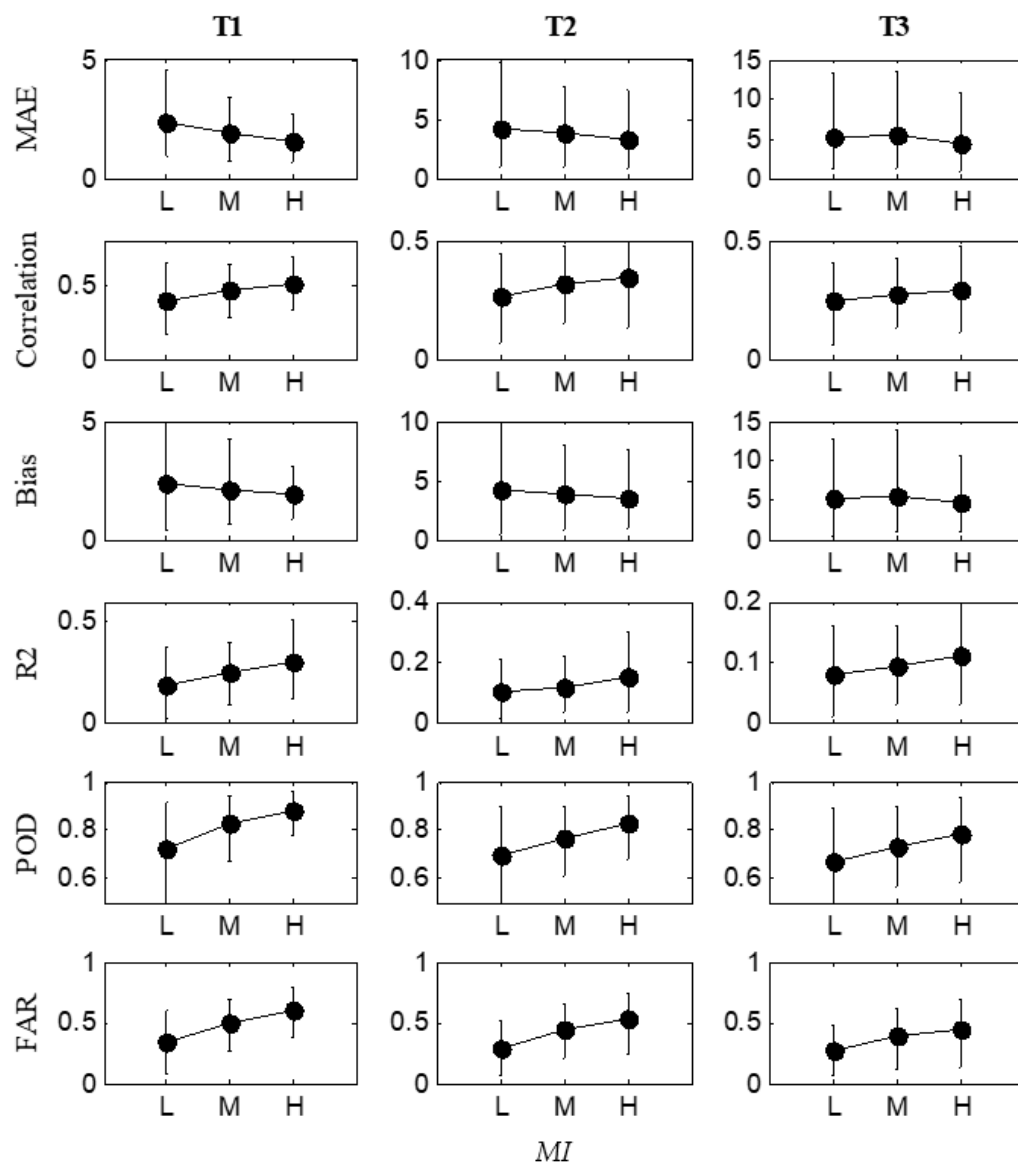 T1 T2 T3
MAE
5 10 15
10
5 5
0 0 0
L M H L M H L M H
Correlation
0.5 0.5
0.5
0 0 0
L M H L M H L M H
Bias
5 10 15
10
5 5
0 0 0
L M H L M H L M H
R2
0.5 0.4 0.2
0.2 0.1
0 0 0
L M H L M H L M H
POD
1 1 1
0.8 0.8 0.8
0.6 0.6 0.6
L M H L M H L M H
FAR
1 1 1
0.5 0.5 0.5
0 0 0
L M H L M H L M H
MI